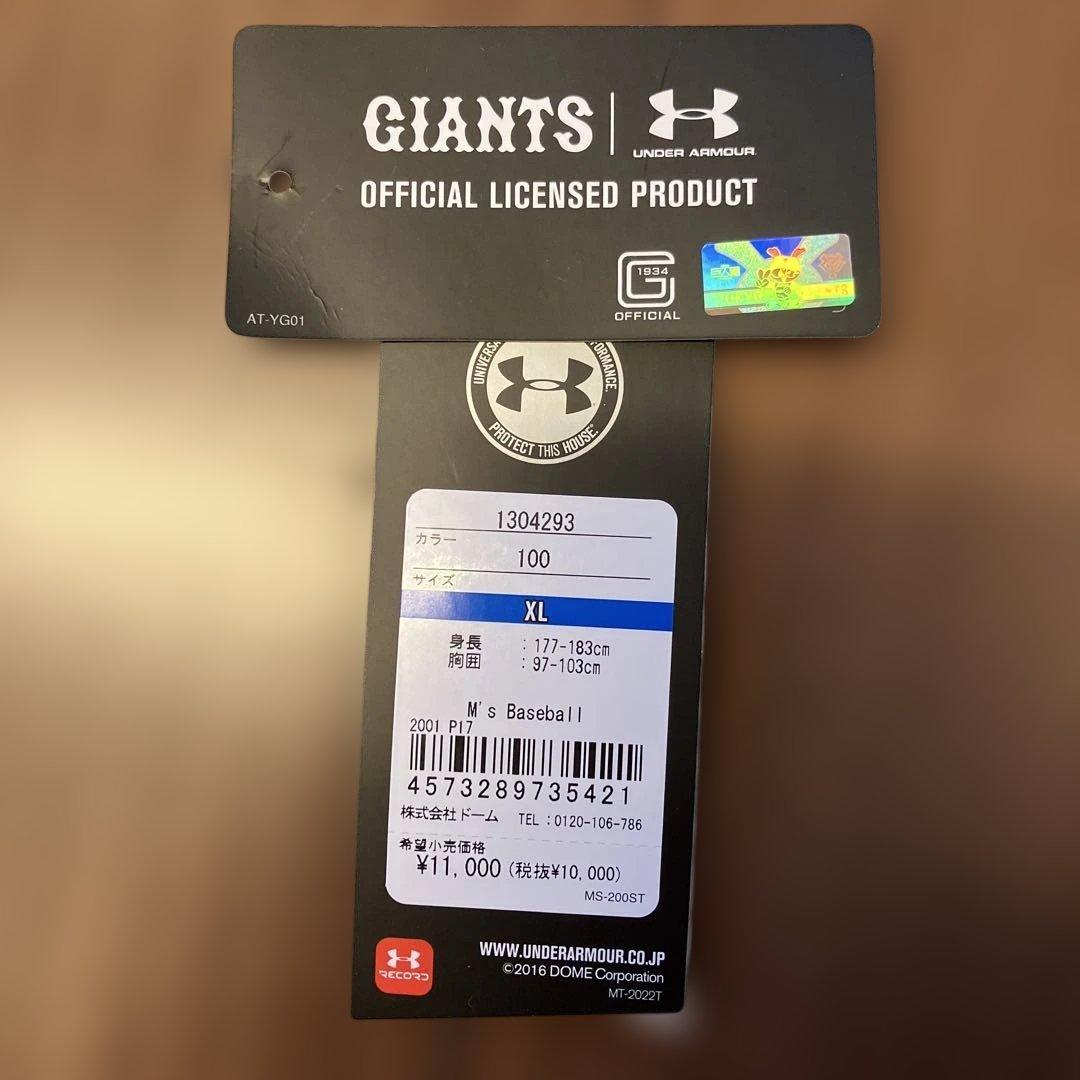 GIANTS
UNDER ARMOUR
OFFICIAL LICENSED PRODUCT
1934
G
OFFICIAL
AT-YG01
PROTECT THIS HOUSE.
1304293
カラー
100
サイズ
XL
身長 : 177-183cm
胸囲 : 97-103cm
M's Baseball
2001 P17
4573289735421
株式会社ドーム TEL :0120-106-786
希望小売価格
¥11,000 (税抜¥10,000)
MS-200ST
RECORD
WWW.UNDERARMOUR.CO.JP
©2016 DOME Corporation
MT-2022T